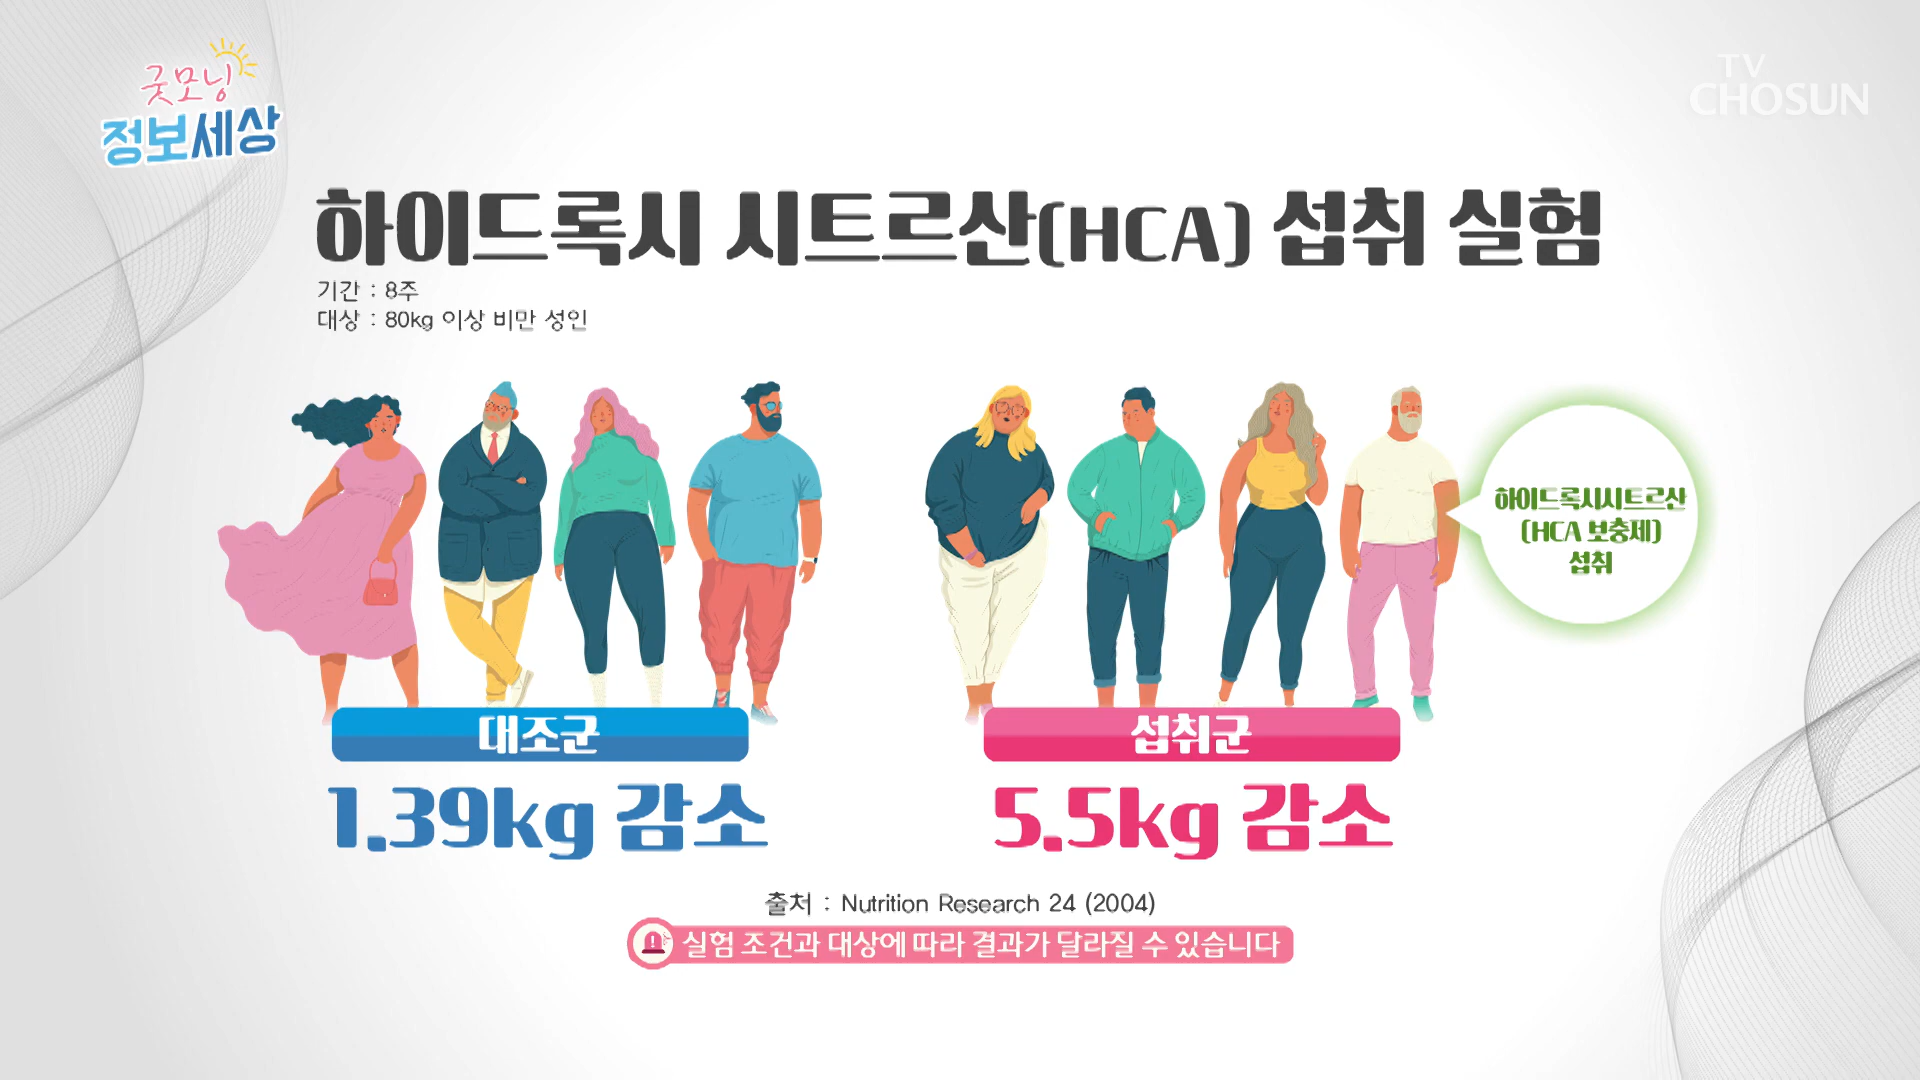 굿모닝
정보세상
TV
CHOSUN
하이드록시 시트르산(HCA) 섭취 실험
기간 : 8주
대상 : 80kg 이상 비만 성인
하이드록시시트르산
(HCA 보충제)
섭취
대조군
섭취군
1.39kg 감소
5.5kg 감소
출처 : Nutrition Research 24 (2004)
실험 조건과 대상에 따라 결과가 달라질 수 있습니다